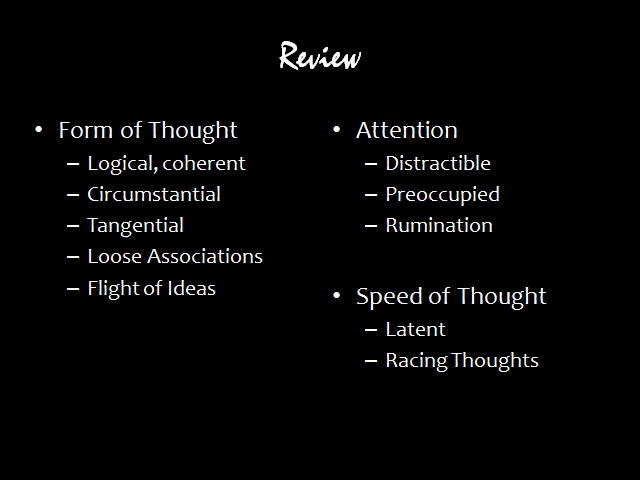 Review
• Form of Thought
– Logical, coherent
– Circumstantial
– Tangential
– Loose Associations
– Flight of Ideas
• Attention
– Distractible
– Preoccupied
– Rumination
• Speed of Thought
– Latent
– Racing Thoughts